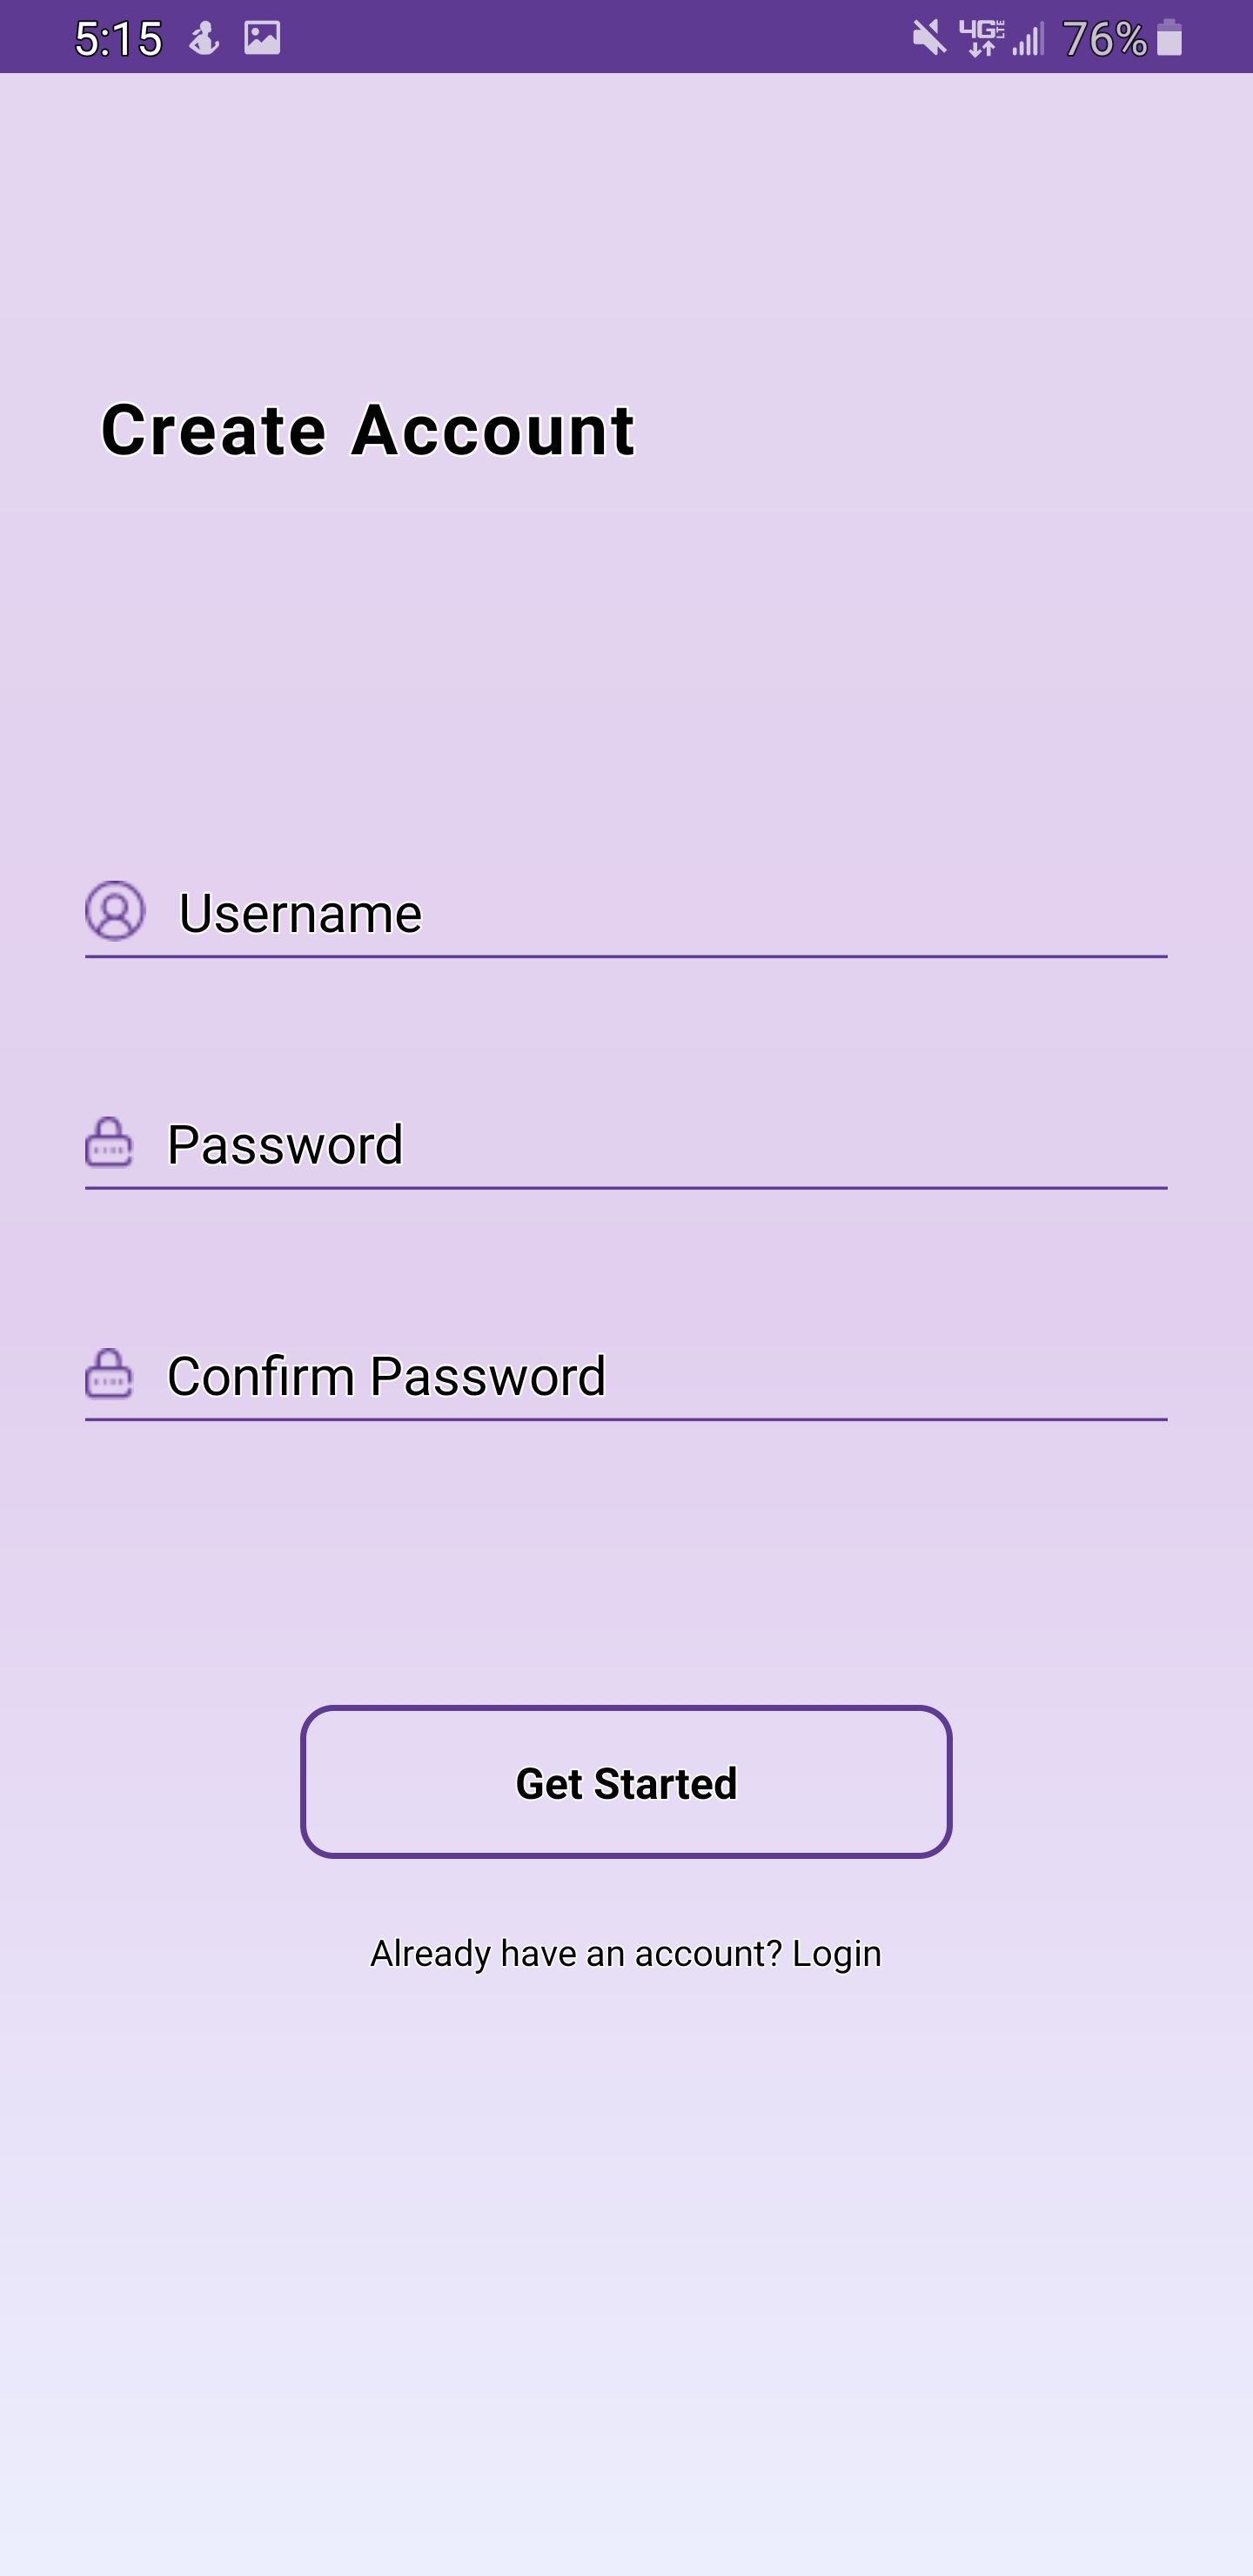 5:15 4G LTE 76%
Create Account
Username
Password
Confirm Password
Get Started
Already have an account? Login